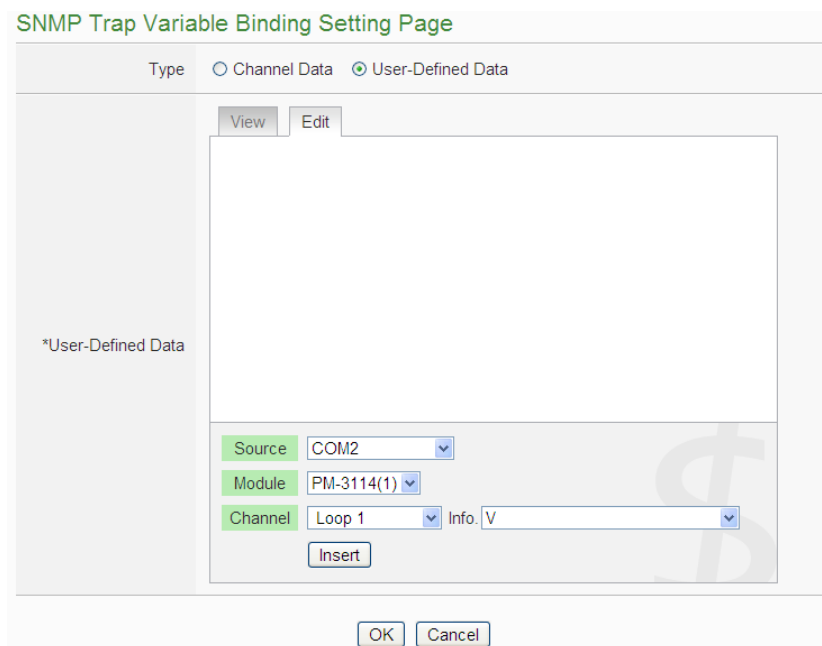 SNMP Trap Variable Binding Setting Page
Type Channel Data User-Defined Data
View Edit
*User-Defined Data
Source COM2
Module PM-3114(1)
Channel Loop 1 Info. V
Insert
$
OK Cancel